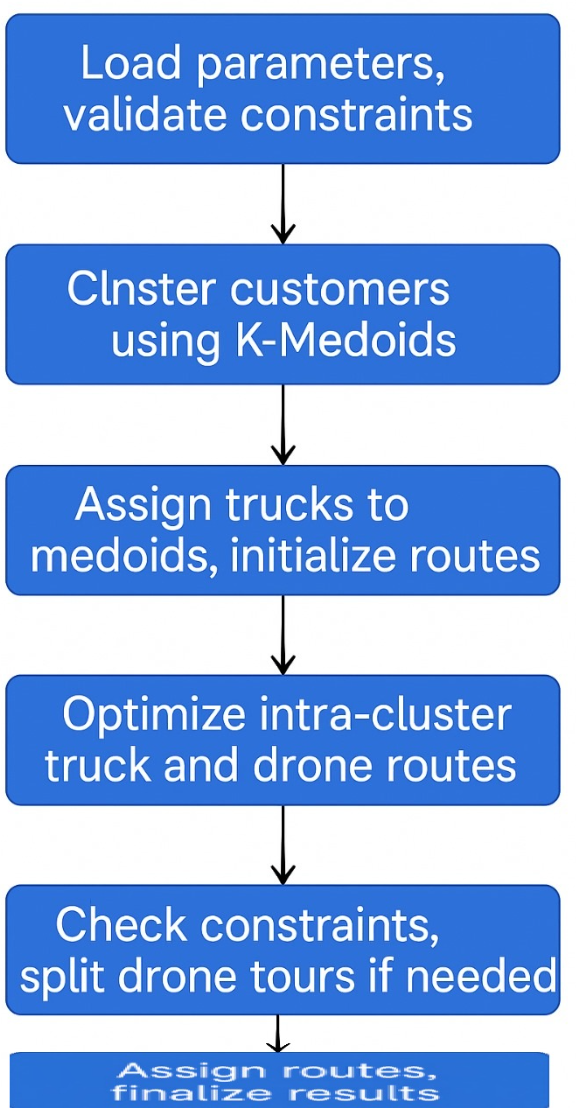 Load parameters,
validate constraints
Clnster customers
using K-Medoids
Assign trucks to
medoids, initialize routes
Optimize intra-cluster
truck and drone routes
Check constraints,
split drone tours if needed
Assign routes,
finalize results